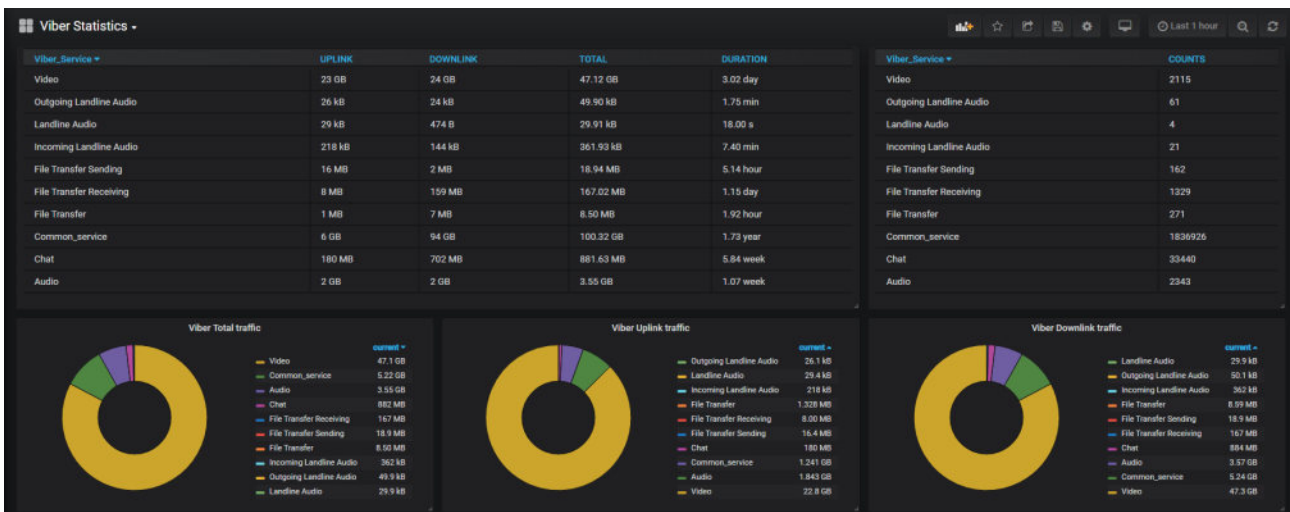 Viber Statistics
Last 1 hour
Viber_Service UPLINK DOWNLINK TOTAL DURATION
Video 23 GB 24 GB 47.12 GB 3.02 day
Outgoing Landline Audio 26 kB 24 kB 49.90 kB 1.75 min
Landline Audio 29 kB 474 B 29.91 kB 18.00 s
Incoming Landline Audio 218 kB 144 kB 361.93 kB 7.40 min
File Transfer Sending 16 MB 2 MB 18.94 MB 5.14 hour
File Transfer Receiving 8 MB 159 MB 167.02 MB 1.15 day
File Transfer 1 MB 7 MB 8.50 MB 1.92 hour
Common_service 6 GB 94 GB 100.32 GB 1.73 year
Chat 180 MB 702 MB 881.63 MB 5.84 week
Audio 2 GB 2 GB 3.55 GB 1.07 week
Viber_Service COUNTS
Video 2115
Outgoing Landline Audio 61
Landline Audio 4
Incoming Landline Audio 21
File Transfer Sending 162
File Transfer Receiving 1329
File Transfer 271
Common_service 1836926
Chat 33440
Audio 2343
Viber Total traffic
current
Video 47.1 GB
Common_service 5.22 GB
Audio 3.55 GB
Chat 882 MB
File Transfer Receiving 167 MB
File Transfer Sending 18.9 MB
File Transfer 8.50 MB
Incoming Landline Audio 362 kB
Outgoing Landline Audio 49.9 kB
Landline Audio 29.9 kB
Viber Uplink traffic
current
Outgoing Landline Audio 26.1 kB
Landline Audio 29.4 kB
Incoming Landline Audio 218 kB
File Transfer 1.328 MB
File Transfer Receiving 8.00 MB
File Transfer Sending 16.4 MB
Chat 180 MB
Common_service 1.241 GB
Audio 1.843 GB
Video 22.8 GB
Viber Downlink traffic
current
Landline Audio 29.9 kB
Outgoing Landline Audio 50.1 kB
Incoming Landline Audio 362 kB
File Transfer 8.59 MB
File Transfer Sending 18.9 MB
File Transfer Receiving 167 MB
Chat 884 MB
Audio 3.57 GB
Common_service 5.24 GB
Video 47.3 GB